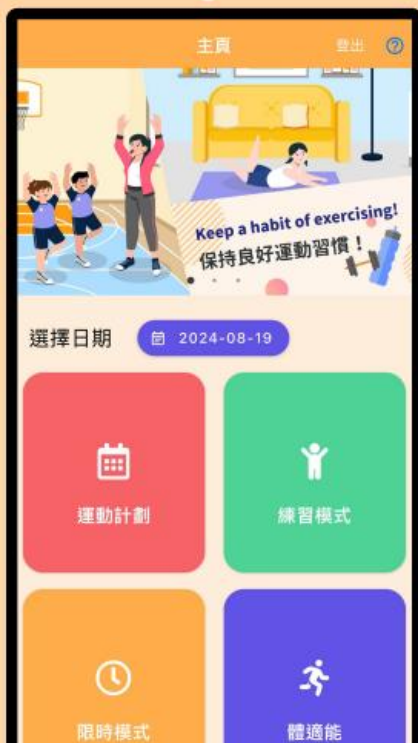 主頁
登出
Keep a habit of exercising!
保持良好運動習慣！
選擇日期
2024-08-19
運動計劃
練習模式
限時模式
體適能